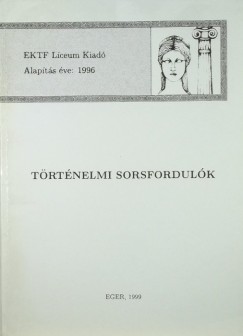 EKTF Líceum Kiadó
Alapítás éve: 1996
TÖRTÉNELMI SORSFORDULÓK
EGER, 1999